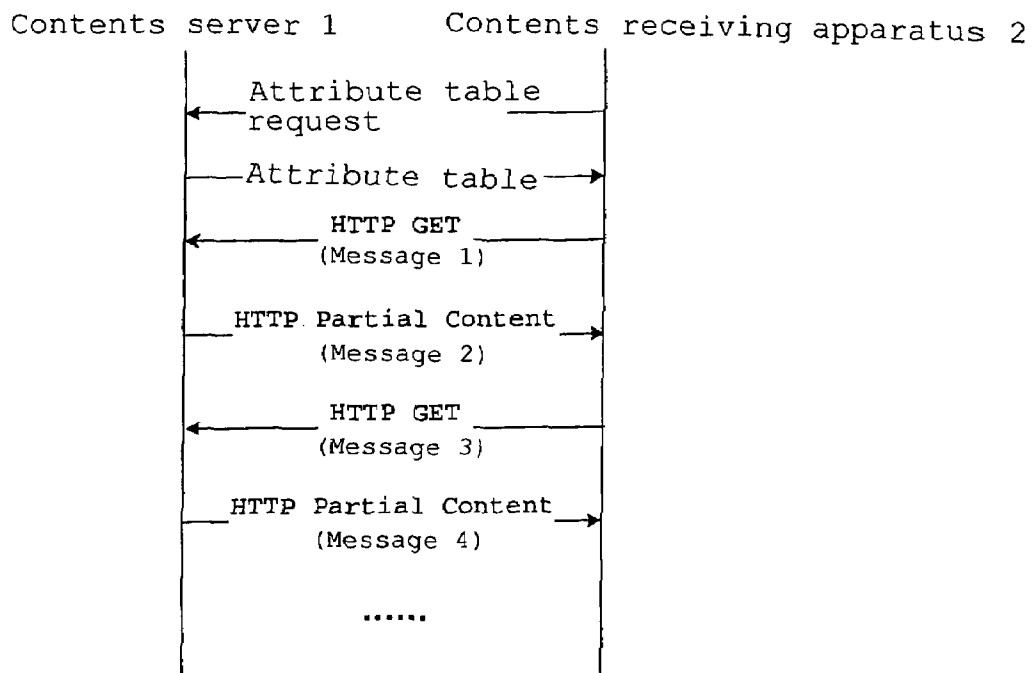 Contents server 1
Contents receiving apparatus 2
Attribute table
request
Attribute table
HTTP GET
(Message 1)
HTTP Partial Content
(Message 2)
HTTP GET
(Message 3)
HTTP Partial Content
(Message 4)
......